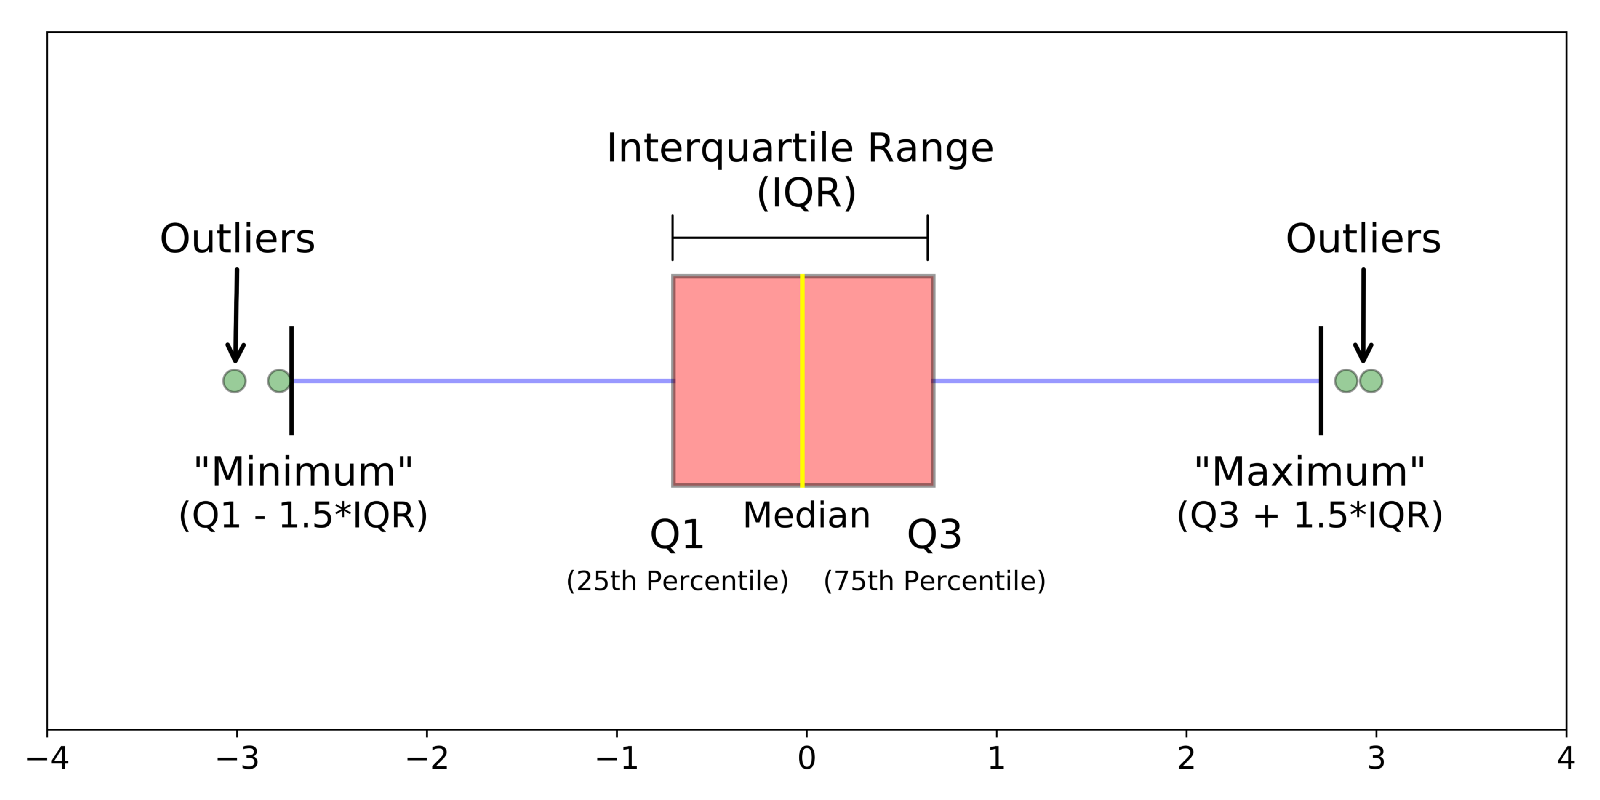 Interquartile Range
(IQR)
Outliers
Outliers
"Minimum"
(Q1 - 1.5*IQR)
"Maximum"
(Q3 + 1.5*IQR)
Median
Q1
Q3
(25th Percentile)
(75th Percentile)
−4
−3
−2
−1
0
1
2
3
4